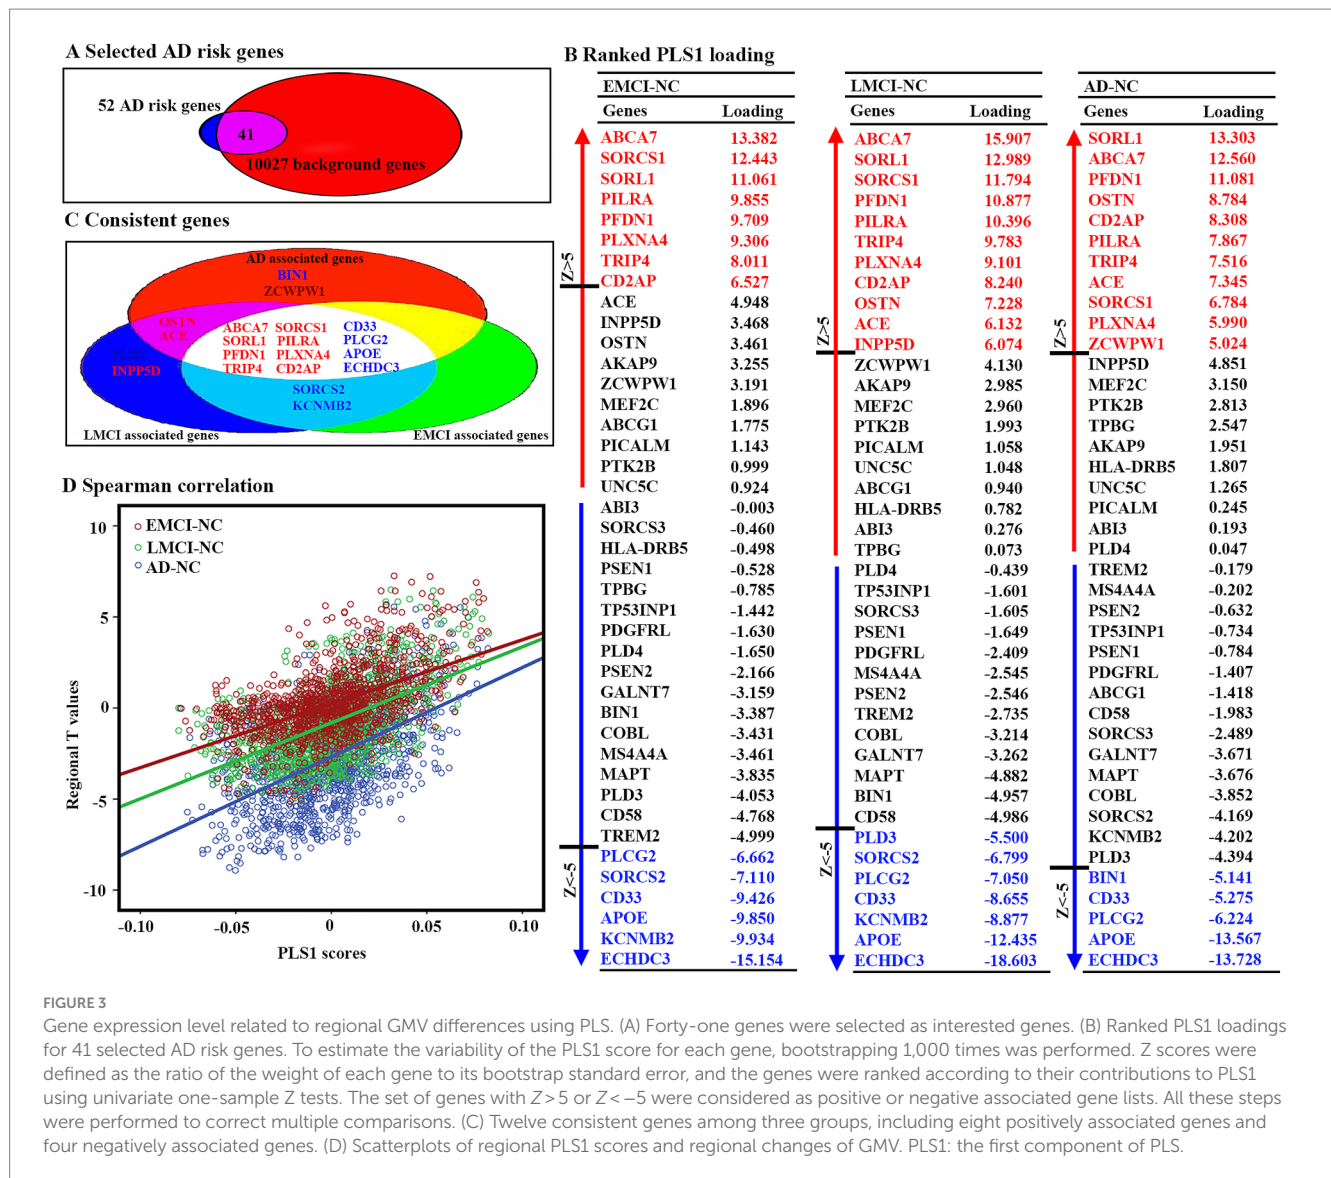 A Selected AD risk genes
52 AD risk genes
41
10027 background genes
C Consistent genes
AD associated genes
BIN1
ZCWPW1
OSTN
ACE
ABCA7 SORCS1 CD33
SORL1 PILRA PLCG2
PFDN1 PLXNA4 APOE
TRIP4 CD2AP ECHDC3
PLD3
INPP5D
SORCS2
KCNMB2
LMCI associated genes
EMCI associated genes
D Spearman correlation
EMCI-NC
LMCI-NC
AD-NC
10
5
0
-5
-10
Regional T values
-0.10 -0.05 0 0.05 0.10
PLS1 scores
B Ranked PLS1 loading
EMCI-NC
Genes Loading
Z>5
ABCA7 13.382
SORCS1 12.443
SORL1 11.061
PILRA 9.855
PFDN1 9.709
PLXNA4 9.306
TRIP4 8.011
CD2AP 6.527
ACE 4.948
INPP5D 3.468
OSTN 3.461
AKAP9 3.255
ZCWPW1 3.191
MEF2C 1.896
ABCG1 1.775
PICALM 1.143
PTK2B 0.999
UNC5C 0.924
ABI3 -0.003
SORCS3 -0.460
HLA-DRB5 -0.498
PSEN1 -0.528
TPBG -0.785
TP53INP1 -1.442
PDGFRL -1.630
PLD4 -1.650
PSEN2 -2.166
GALNT7 -3.159
BIN1 -3.387
COBL -3.431
MS4A4A -3.461
MAPT -3.835
PLD3 -4.053
CD58 -4.768
TREM2 -4.999
Z<-5
PLCG2 -6.662
SORCS2 -7.110
CD33 -9.426
APOE -9.850
KCNMB2 -9.934
ECHDC3 -15.154
LMCI-NC
Genes Loading
Z>5
ABCA7 15.907
SORL1 12.989
SORCS1 11.794
PFDN1 10.877
PILRA 10.396
TRIP4 9.783
PLXNA4 9.101
CD2AP 8.240
OSTN 7.228
ACE 6.132
INPP5D 6.074
ZCWPW1 4.130
AKAP9 2.985
MEF2C 2.960
PTK2B 1.993
PICALM 1.058
UNC5C 1.048
ABCG1 0.940
HLA-DRB5 0.782
ABI3 0.276
TPBG 0.073
PLD4 -0.439
TP53INP1 -1.601
SORCS3 -1.605
PSEN1 -1.649
PDGFRL -2.409
MS4A4A -2.545
PSEN2 -2.546
TREM2 -2.735
COBL -3.214
GALNT7 -3.262
MAPT -4.882
BIN1 -4.957
CD58 -4.986
Z<-5
PLD3 -5.500
SORCS2 -6.799
PLCG2 -7.050
CD33 -8.655
KCNMB2 -8.877
APOE -12.435
ECHDC3 -18.603
AD-NC
Genes Loading
Z>5
SORL1 13.303
ABCA7 12.560
PFDN1 11.081
OSTN 8.784
CD2AP 8.308
PILRA 7.867
TRIP4 7.516
ACE 7.345
SORCS1 6.784
PLXNA4 5.990
ZCWPW1 5.024
INPP5D 4.851
MEF2C 3.150
PTK2B 2.813
TPBG 2.547
AKAP9 1.951
HLA-DRB5 1.807
UNC5C 1.265
PICALM 0.245
ABI3 0.193
PLD4 0.047
TREM2 -0.179
MS4A4A -0.202
PSEN2 -0.632
TP53INP1 -0.734
PSEN1 -0.784
PDGFRL -1.407
ABCG1 -1.418
CD58 -1.983
SORCS3 -2.489
GALNT7 -3.671
MAPT -3.676
COBL -3.852
SORCS2 -4.169
KCNMB2 -4.202
PLD3 -4.394
Z<-5
BIN1 -5.141
CD33 -5.275
PLCG2 -6.224
APOE -13.567
ECHDC3 -13.728
FIGURE 3
Gene expression level related to regional GMV differences using PLS. (A) Forty-one genes were selected as interested genes. (B) Ranked PLS1 loadings
for 41 selected AD risk genes. To estimate the variability of the PLS1 score for each gene, bootstrapping 1,000 times was performed. Z scores were
defined as the ratio of the weight of each gene to its bootstrap standard error, and the genes were ranked according to their contributions to PLS1
using univariate one-sample Z tests. The set of genes with Z > 5 or Z < −5 were considered as positive or negative associated gene lists. All these steps
were performed to correct multiple comparisons. (C) Twelve consistent genes among three groups, including eight positively associated genes and
four negatively associated genes. (D) Scatterplots of regional PLS1 scores and regional changes of GMV. PLS1: the first component of PLS.